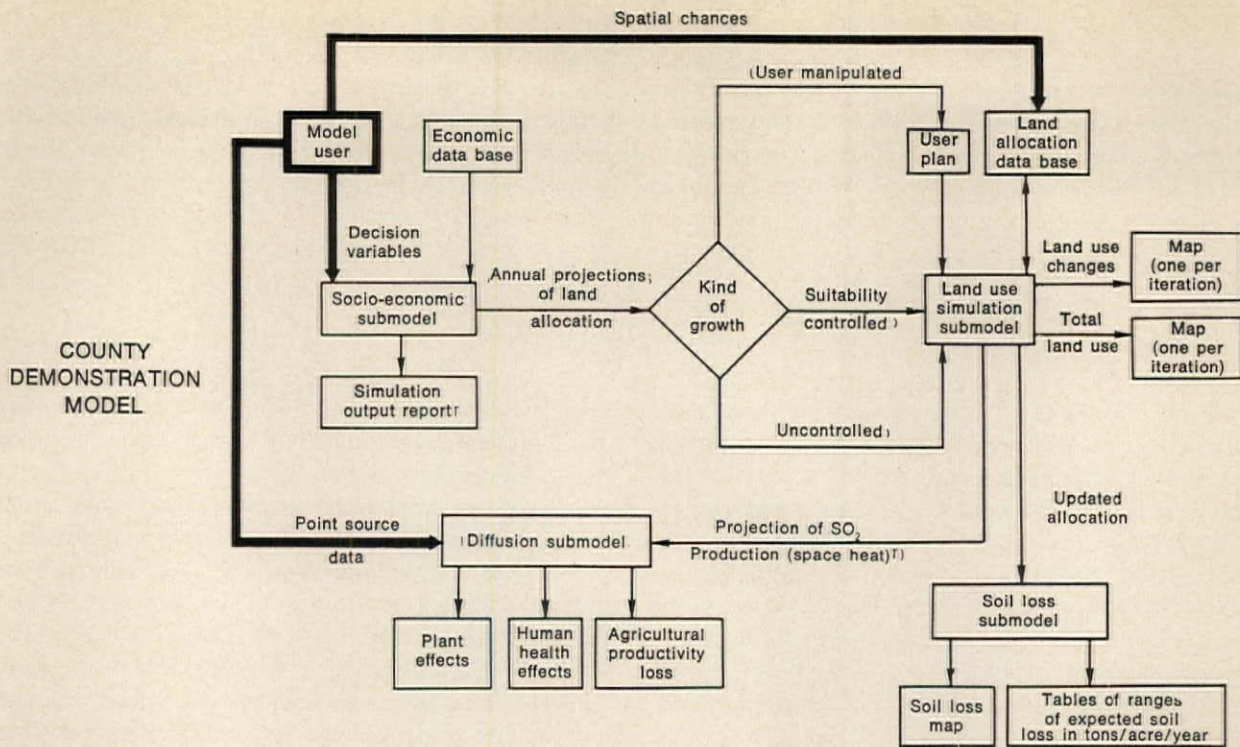 Spatial chances
(User manipulated
Model
user
Economic
data base
User
plan
Land
allocation
data base
Decision
variables
Land use
changes
Map
(one per
iteration)
Annual projections,
of land
allocation
Kind
of
growth
Suitability
controlled)
Socio-economic
submodel
Land use
simulation
submodel
Total
land use
Map
(one per
iteration)
COUNTY
DEMONSTRATION
MODEL
Simulation
output report
Uncontrolled)
Updated
allocation
Point source
data
(Diffusion submodel.
Projection of SO₂
Production (space heat)
Soil loss
submodel
Plant
effects
Human
health
effects
Agricultural
productivity
loss
Soil loss
map
Tables of ranges
of expected soil
loss in tons/acre/year